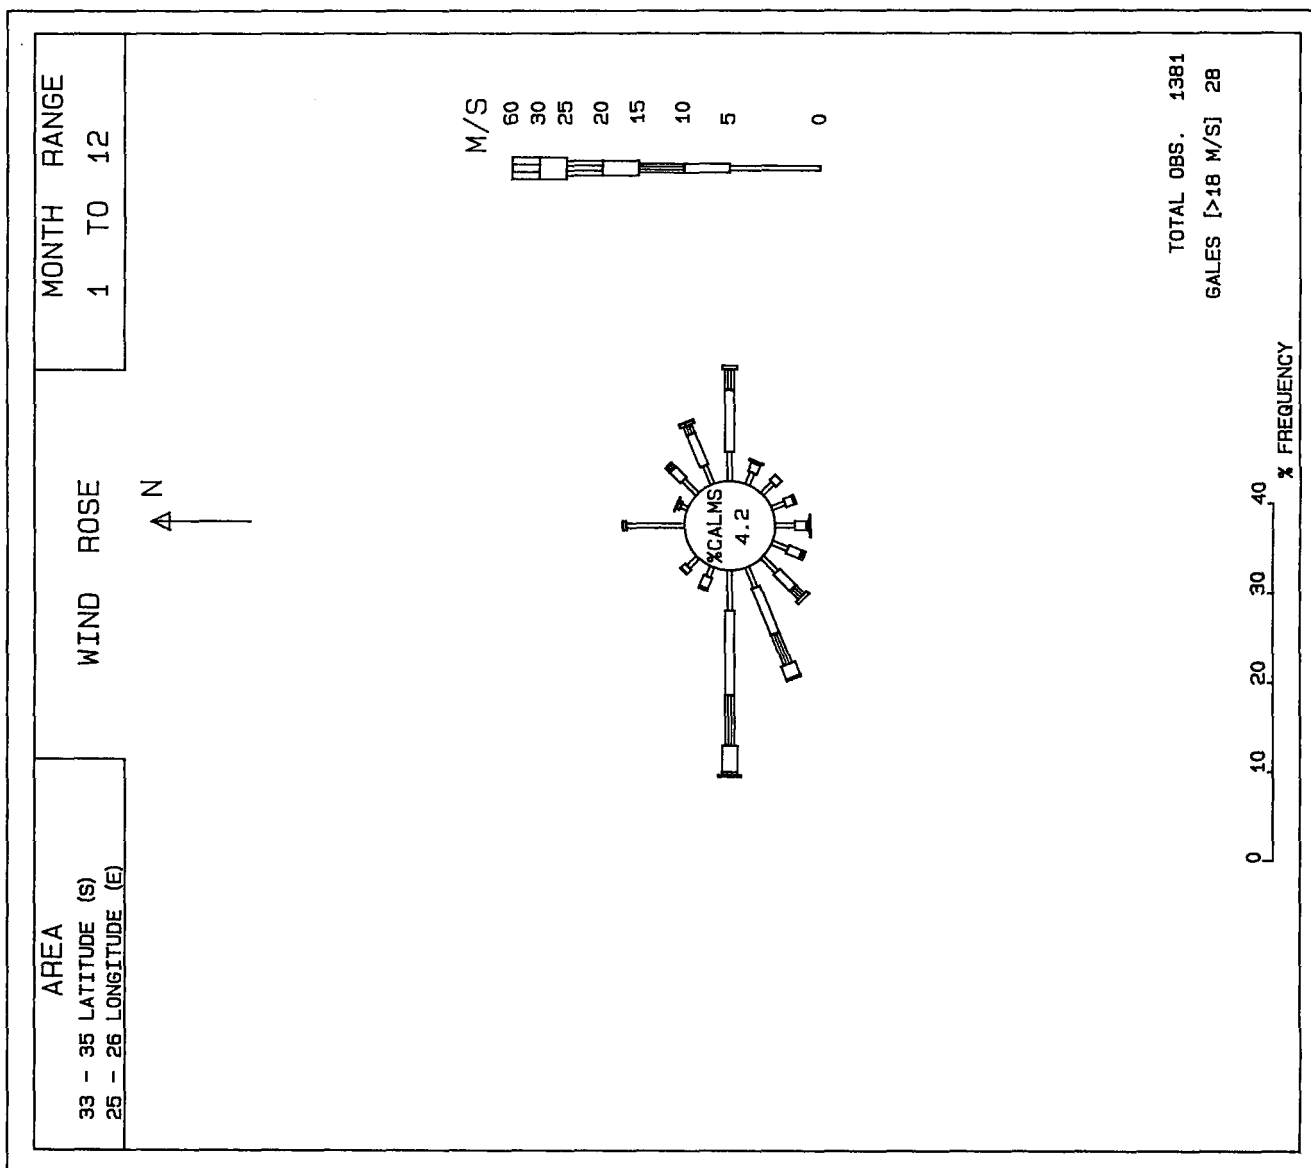 AREA
33 - 35 LATITUDE (S)
25 - 26 LONGITUDE (E)
WIND ROSE
MONTH RANGE
1 TO 12
N
M/S
60
30
25
20
15
10
5
0
%CALMS
4.2
TOTAL OBS. 1381
GALES [>18 M/S] 28
0 10 20 30 40
% FREQUENCY